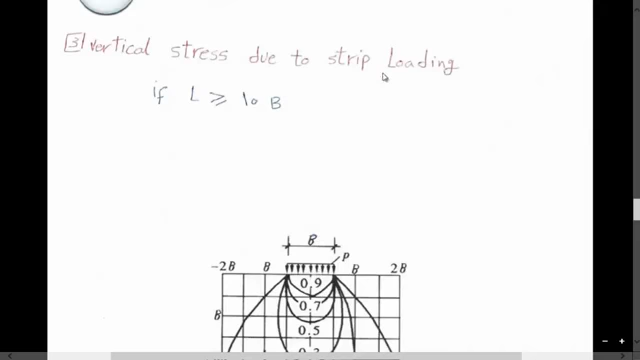 3 vertical stress due to strip Loading
if L ≥ 10 B
B
P
-2B B B 2B
0,9
0.7
B
0.5